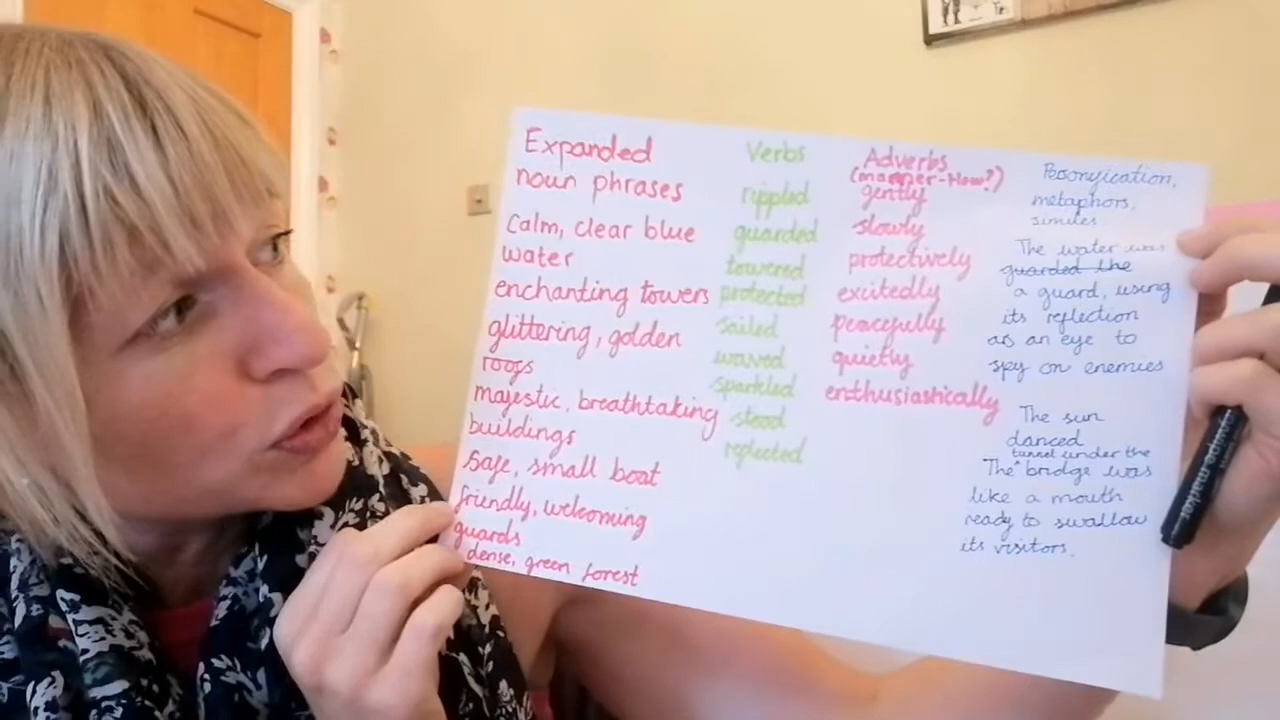 Expanded
noun phrases
Calm, clear blue
water
enchanting towers
glittering, golden
roofs
majestic, breathtaking
buildings
Safe, small boat
friendly, welcoming
guards
dense, green forest
Verbs
rippled
guarded
towered
protected
sailed
waved
sparkled
stood
reflected
Adverbs
(manner-How?)
gently
slowly
protectively
excitedly
peacefully
quietly
enthusiastically
Personification,
metaphors,
similes.
The water was
guarded the
a guard, using
its reflection
as an eye to
spy on enemies
The sun
danced
tunnel under the
The bridge was
like a mouth
ready to swallow
its visitors.
marker